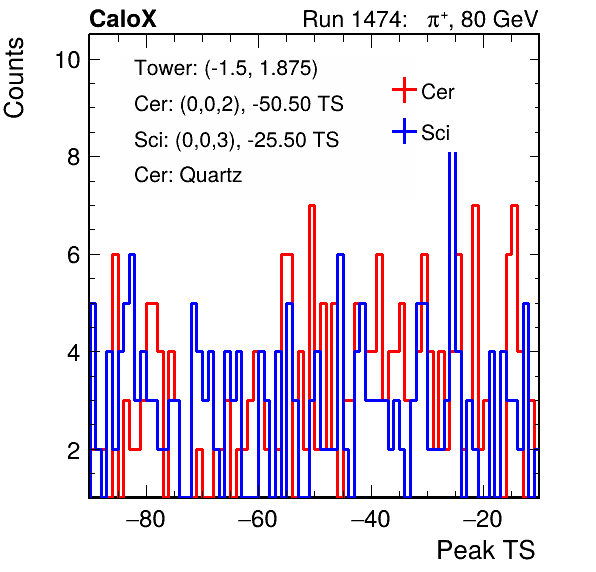 CaloX Run 1474: π⁺, 80 GeV
Counts
Tower: (-1.5, 1.875)
Cer: (0,0,2), -50.50 TS
Sci: (0,0,3), -25.50 TS
Cer: Quartz
Cer
Sci
10
8
6
4
2
−80 −60 −40 −20
Peak TS